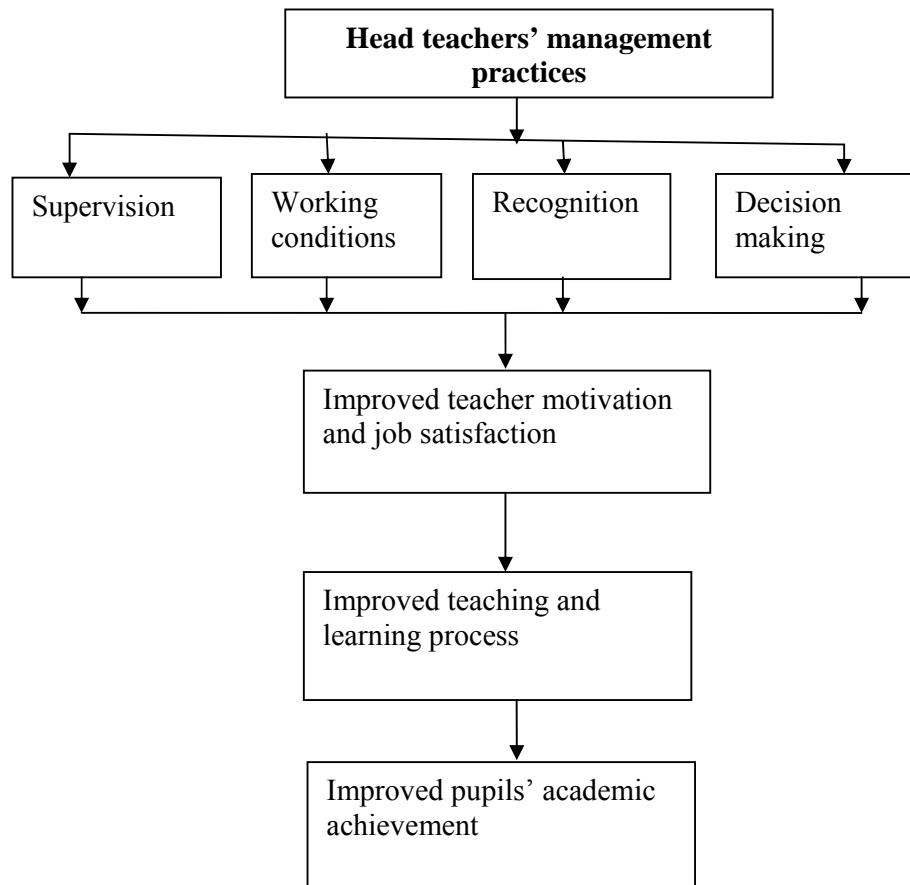 Head teachers’ management
practices
Supervision
Working
conditions
Recognition
Decision
making
Improved teacher motivation
and job satisfaction
Improved teaching and
learning process
Improved pupils’ academic
achievement